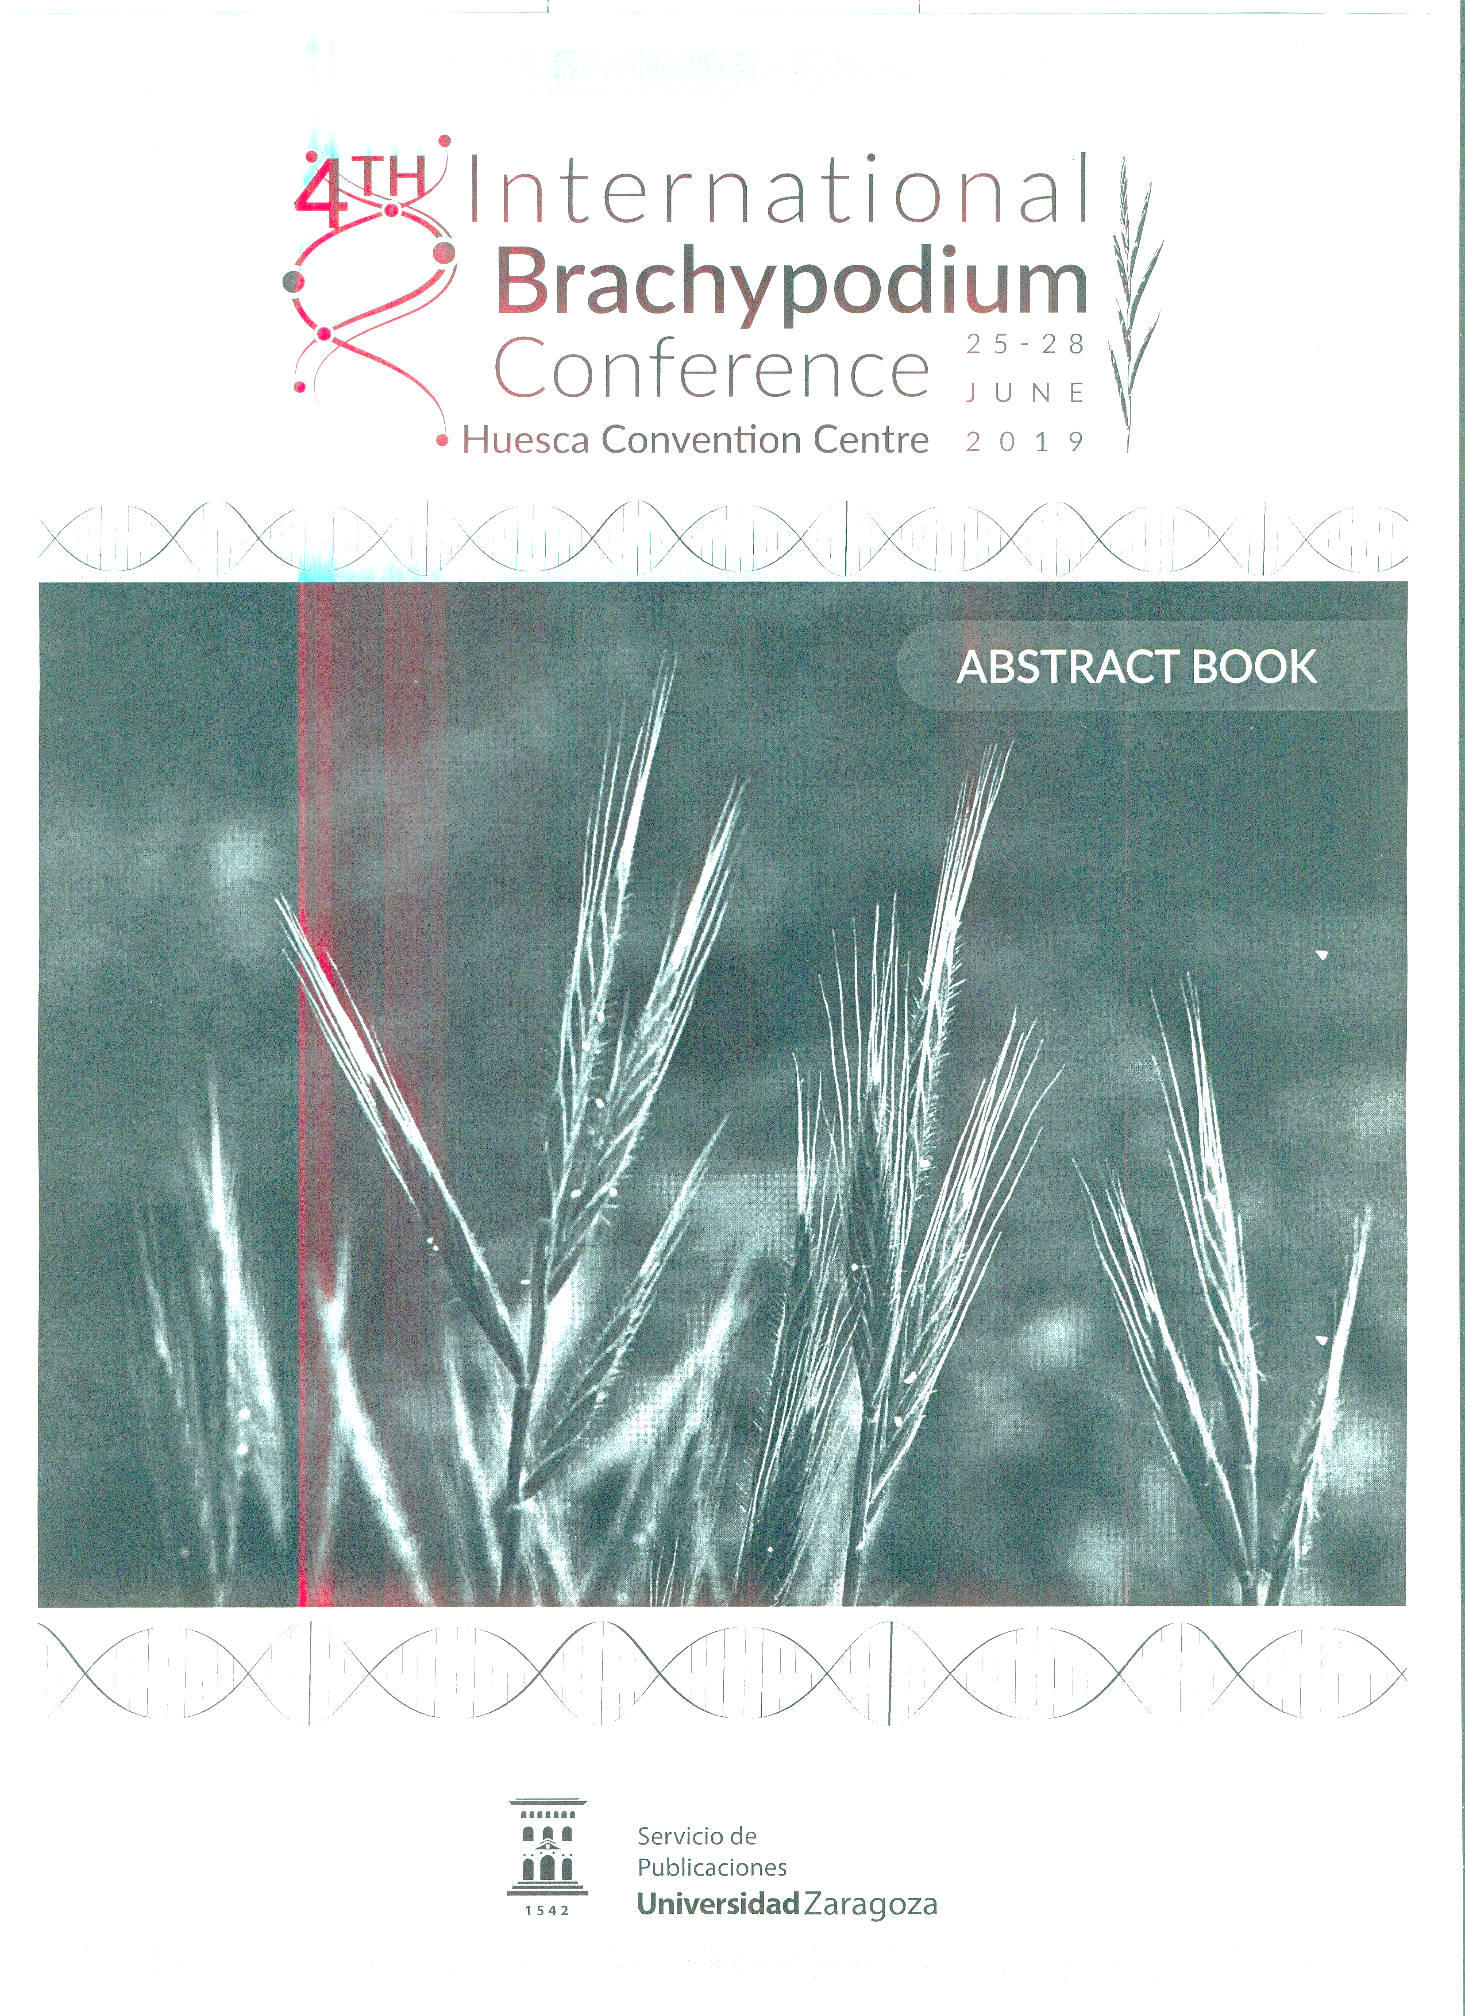 4TH International
Brachypodium
Conference
25-28
JUNE
2019
Huesca Convention Centre
ABSTRACT BOOK
1542
Servicio de
Publicaciones
Universidad Zaragoza